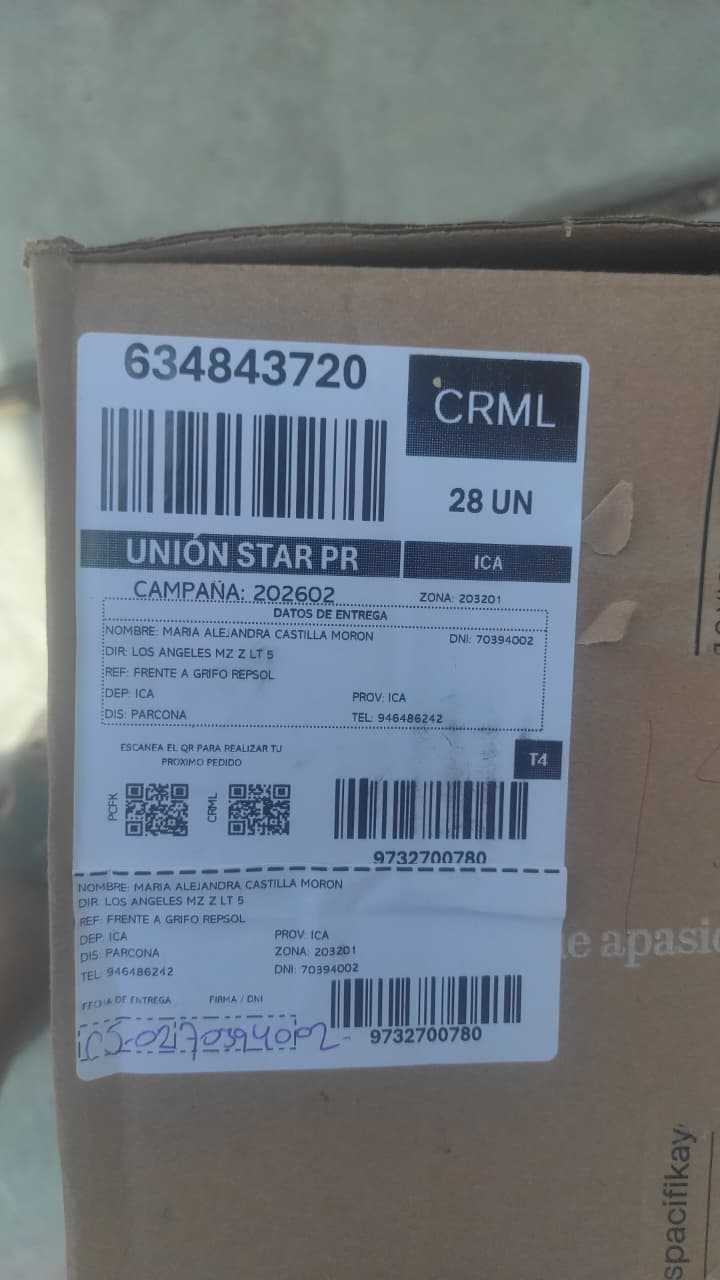 634843720
CRML
28 UN
UNIÓN STAR PR
ICA
CAMPAÑA: 202602
ZONA: 203201
DATOS DE ENTREGA
NOMBRE: MARIA ALEJANDRA CASTILLA MORON DNI: 70394002
DIR: LOS ANGELES MZ Z LT 5
REF: FRENTE A GRIFO REPSOL
DEP: ICA PROV: ICA
DIS: PARCONA TEL: 946486242
ESCANEA EL QR PARA REALIZAR TU
PROXIMO PEDIDO
T4
PCFK
CRML
9732700780
NOMBRE: MARIA ALEJANDRA CASTILLA MORON
DIR: LOS ANGELES MZ Z LT 5
REF: FRENTE A GRIFO REPSOL
DEP: ICA PROV: ICA
DIS: PARCONA ZONA: 203201
TEL: 946486242 DNI: 70394002
FECHA DE ENTREGA FIRMA / DNI
05-02 70394002
9732700780
e apasi
spacifikay